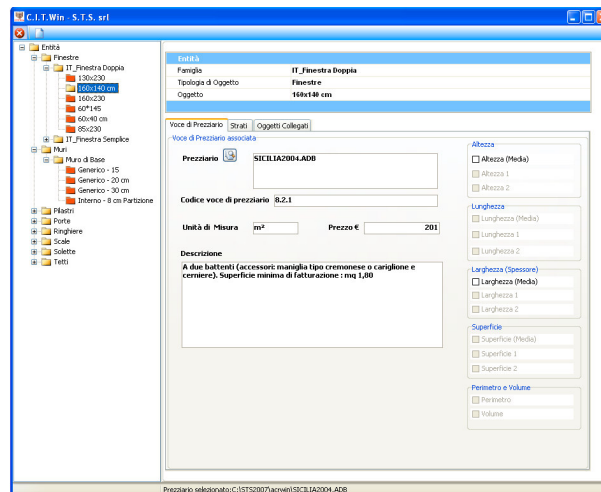 C.I.T.Win - S.T.S. srl
Entità
Finestre
IT_Finestra Doppia
130x230
160x140 cm
160x230
60*145
60x40 cm
85x230
IT_Finestra Semplice
Muri
Muro di Base
Generico - 15
Generico - 20 cm
Generico - 30 cm
Interno - 8 cm Partizione
Pilastri
Porte
Ringhiere
Scale
Solette
Tetti
Entità
Famiglia IT_Finestra Doppia
Tipologia di Oggetto Finestre
Oggetto 160x140 cm
Voce di Prezziario Strati Oggetti Collegati
Voce di Prezziario associata
Prezziario SICILIA2004.ADB
Codice voce di prezziario 8.2.1
Unità di Misura m² Prezzo € 201
Descrizione
A due battenti (accessori: maniglia tipo cremonese o cariglione e
cerniere). Superficie minima di fatturazione : mq 1,80
Altezza
Altezza (Media)
Altezza 1
Altezza 2
Lunghezza
Lunghezza (Media)
Lunghezza 1
Lunghezza 2
Larghezza (Spessore)
Larghezza (Media)
Larghezza 1
Larghezza 2
Superficie
Superficie (Media)
Superficie 1
Superficie 2
Perimetro e Volume
Perimetro
Volume
Prezziario selezionato:C:\STS2007\acrwin\SICILIA2004.ADB